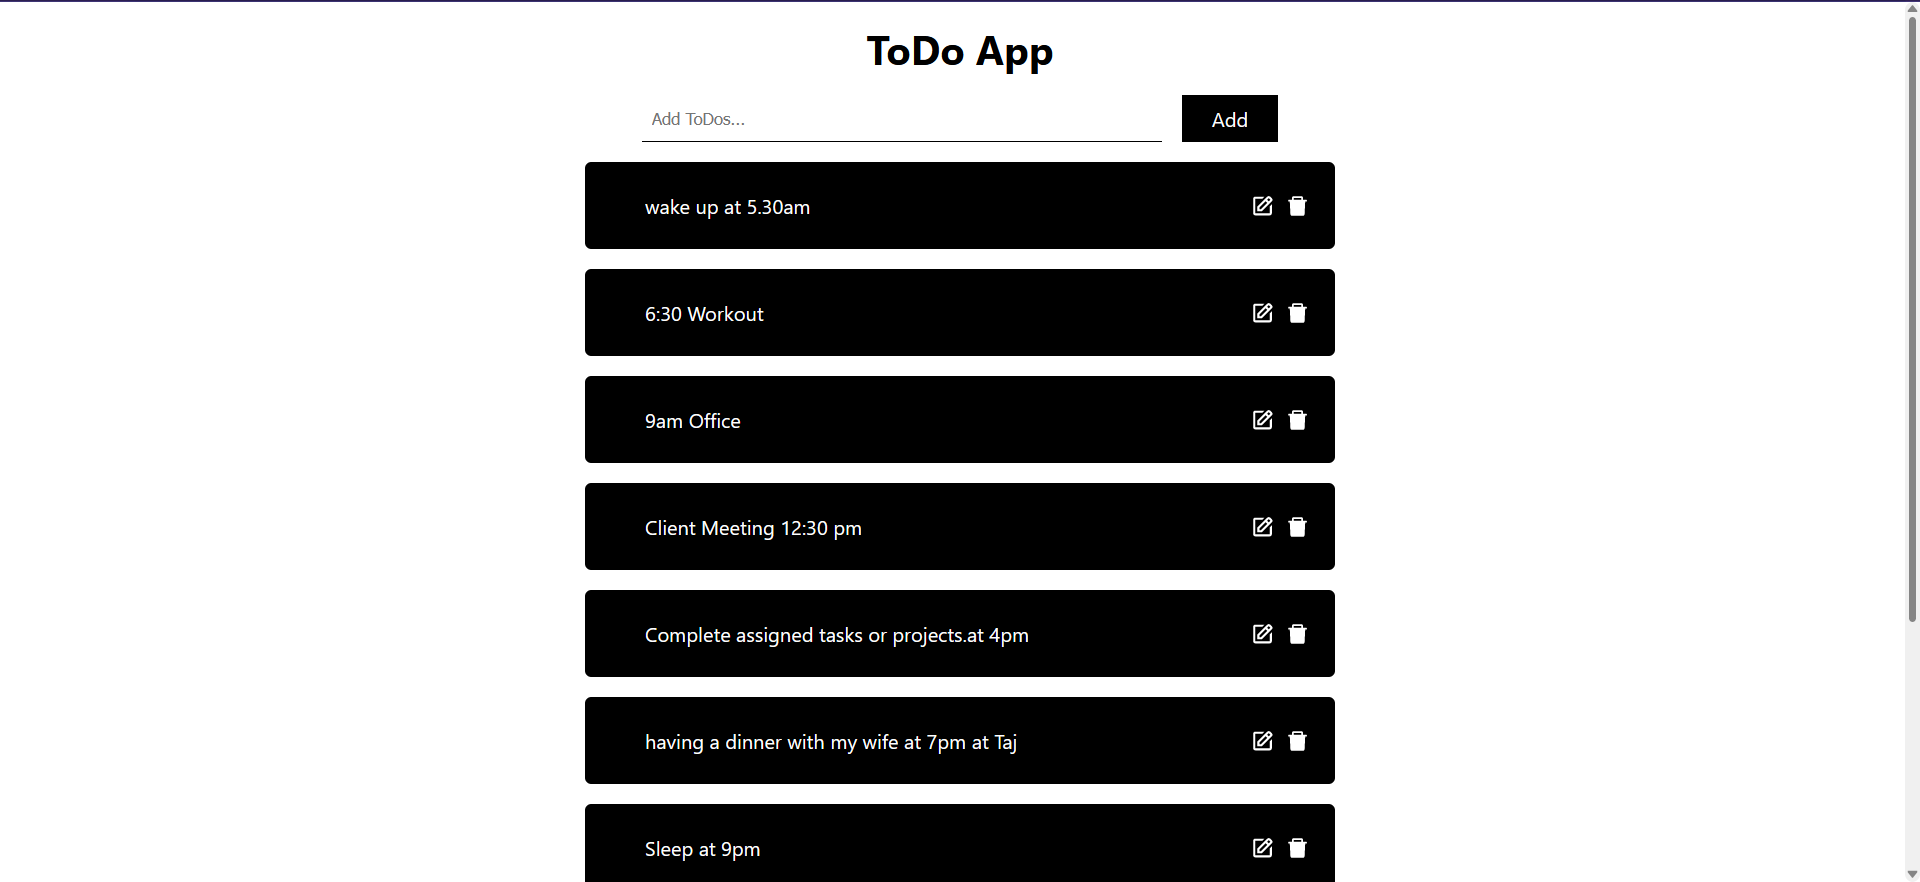 ToDo App
Add ToDos...
Add
wake up at 5.30am
6:30 Workout
9am Office
Client Meeting 12:30 pm
Complete assigned tasks or projects.at 4pm
having a dinner with my wife at 7pm at Taj
Sleep at 9pm